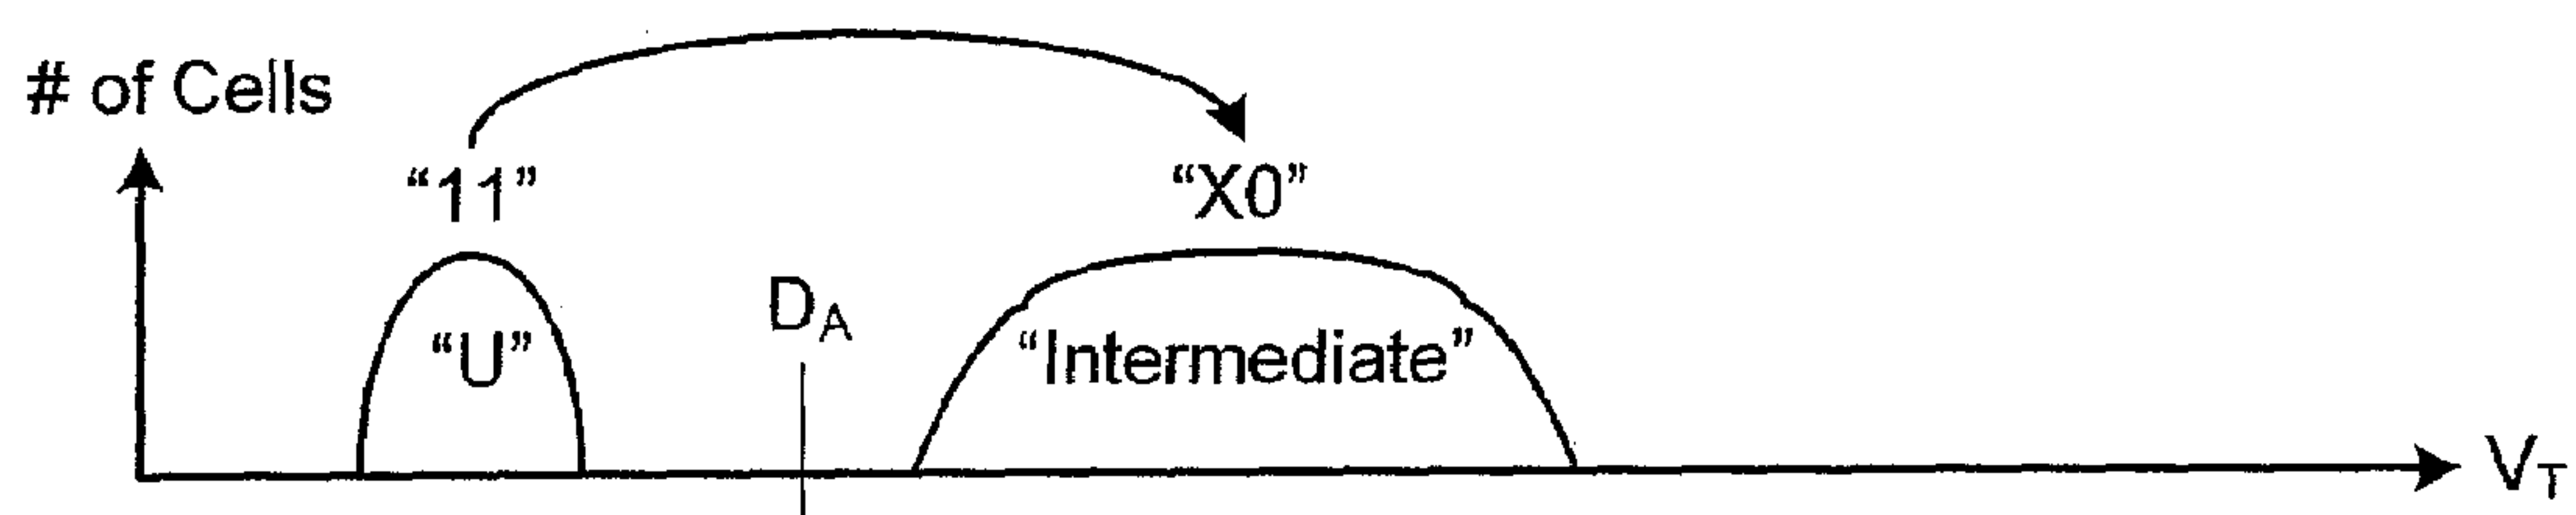 # of Cells
“11”
“X0”
“U”
D_A
“Intermediate”
V_T